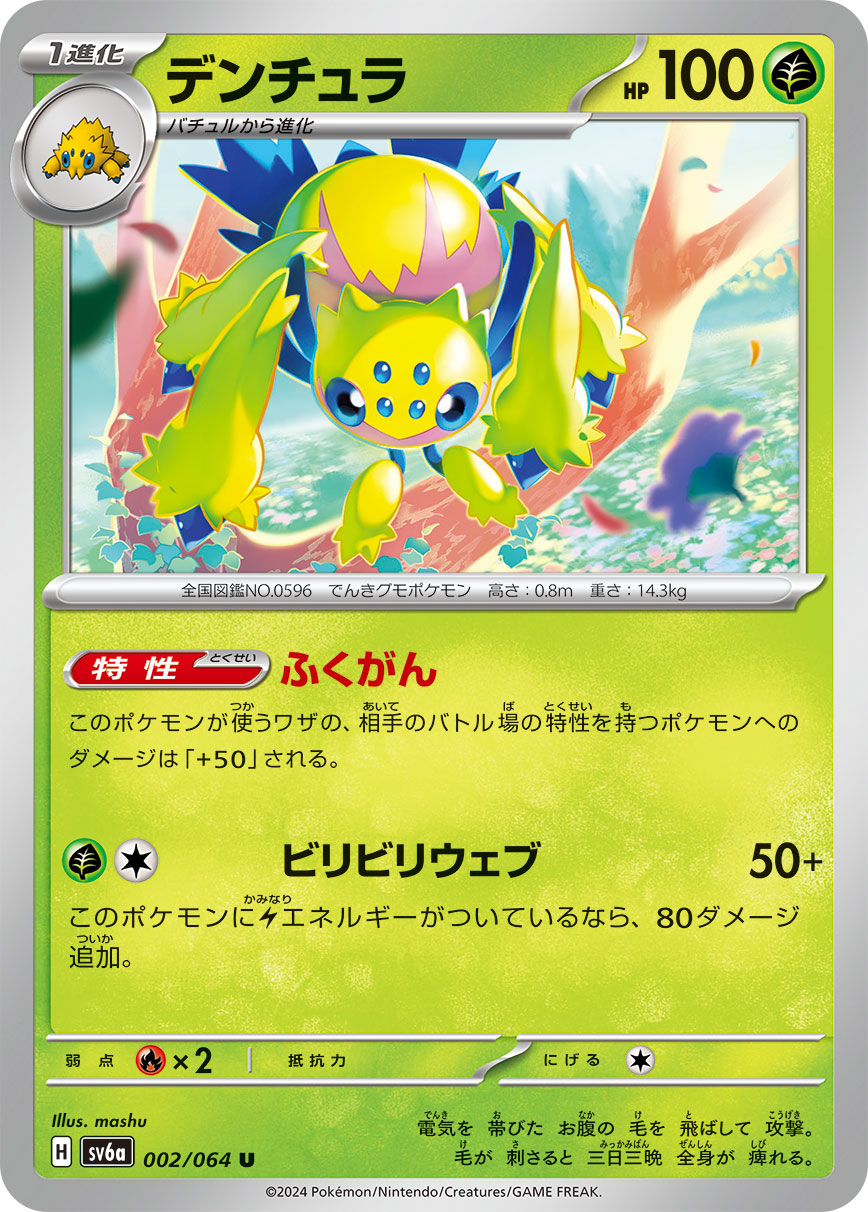 1進化
デンチュラ
HP 100
バチュルから進化
全国図鑑NO.0596 でんきグモポケモン 高さ：0.8m 重さ：14.3kg
特性 とくせい ふくがん
このポケモンが使うワザの、相手のバトル場の特性を持つポケモンへの
ダメージは「+50」される。
ビリビリウェブ 50+
このポケモンにエネルギーがついているなら、80ダメージ
追加。
弱点 ×2 抵抗力 にげる
Illus. mashu
電気を 帯びた お腹の 毛を 飛ばして 攻撃。
毛が 刺さると 三日三晩 全身が 痺れる。
H sv6a 002/064 U
©2024 Pokémon/Nintendo/Creatures/GAME FREAK.